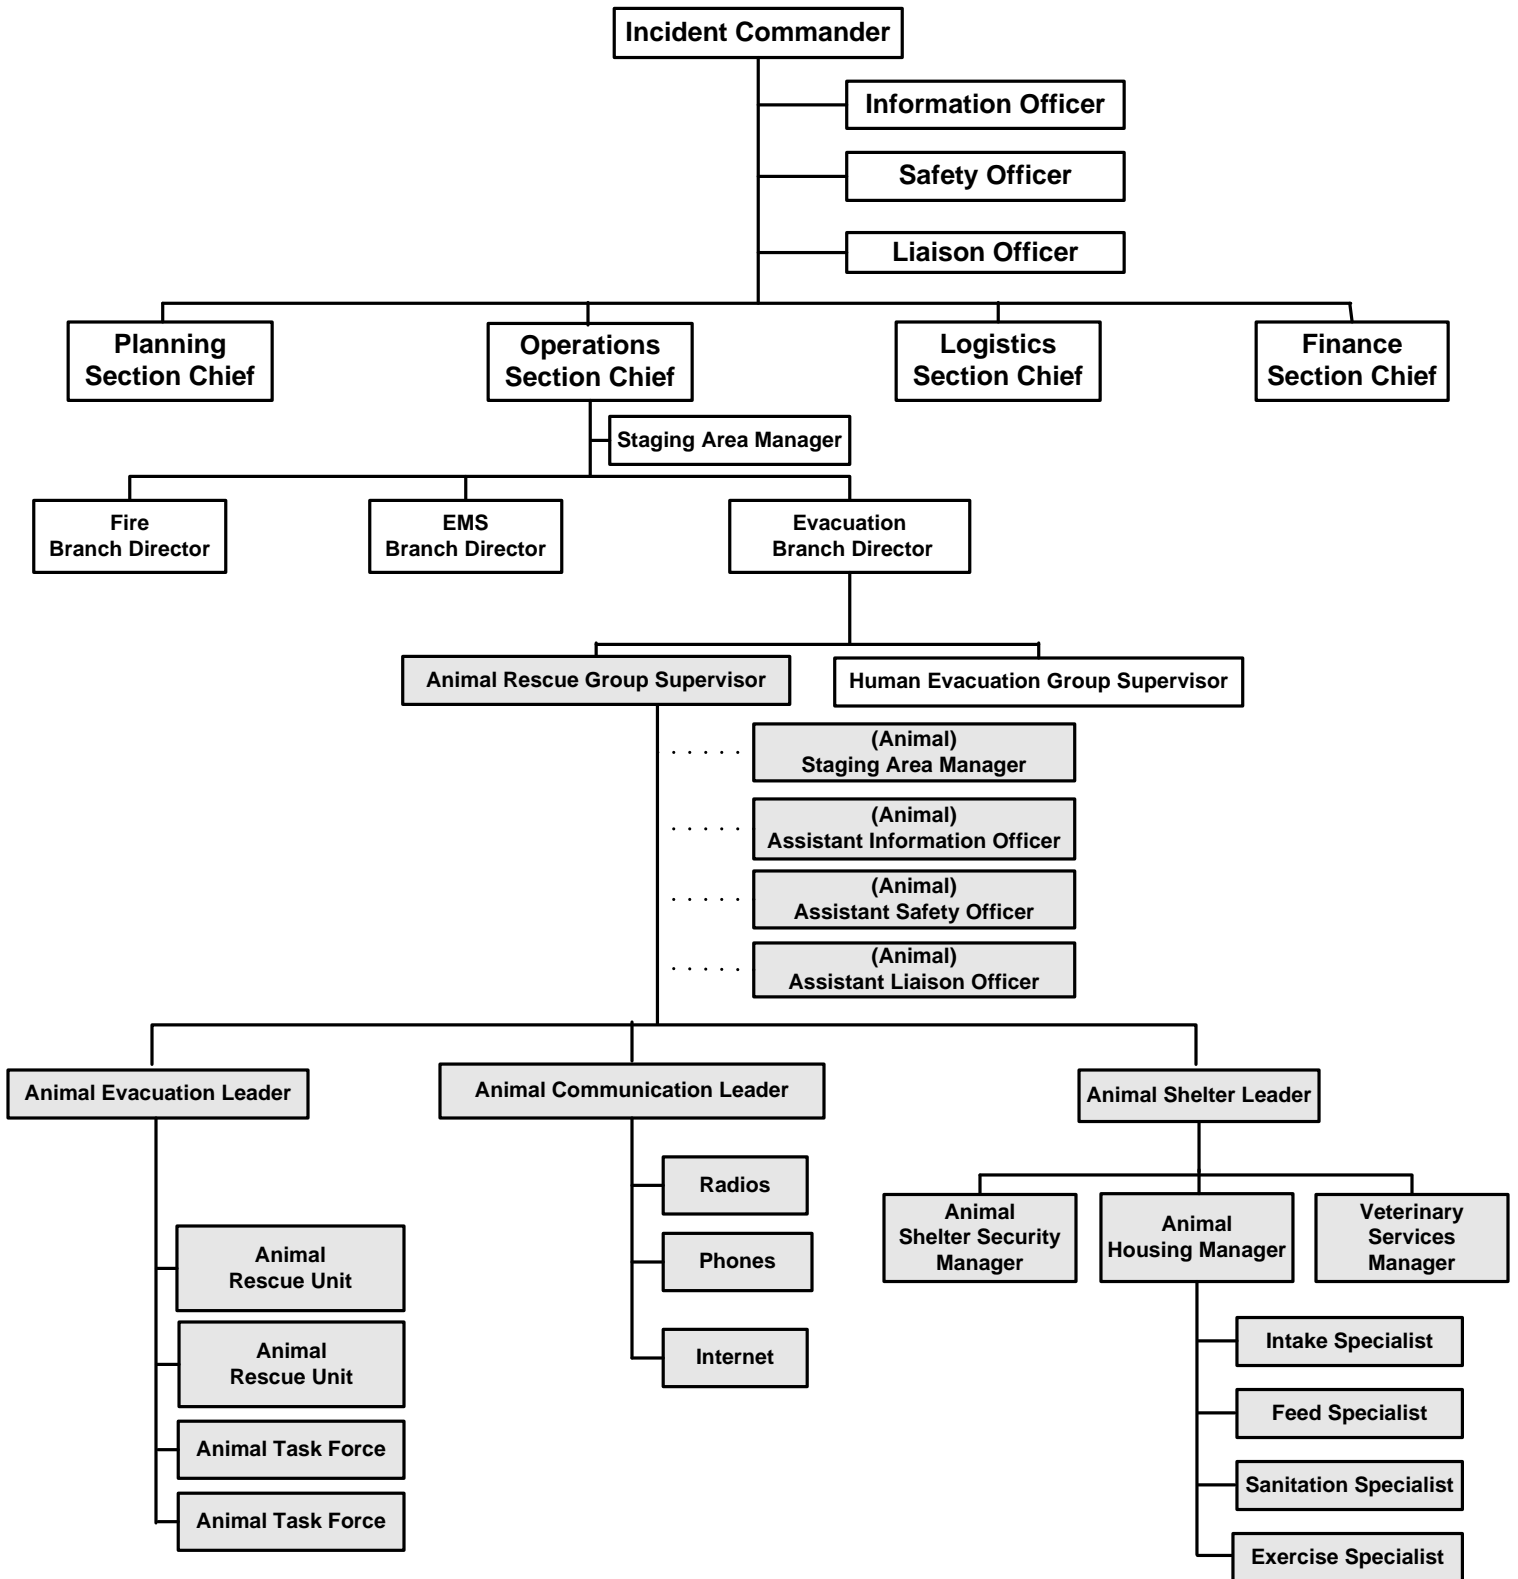 Incident Commander
Information Officer
Safety Officer
Liaison Officer
Planning
Section Chief
Operations
Section Chief
Logistics
Section Chief
Finance
Section Chief
Staging Area Manager
Fire
Branch Director
EMS
Branch Director
Evacuation
Branch Director
Animal Rescue Group Supervisor
Human Evacuation Group Supervisor
(Animal)
Staging Area Manager
(Animal)
Assistant Information Officer
(Animal)
Assistant Safety Officer
(Animal)
Assistant Liaison Officer
Animal Evacuation Leader
Animal Communication Leader
Animal Shelter Leader
Animal
Rescue Unit
Animal
Rescue Unit
Animal Task Force
Animal Task Force
Radios
Phones
Internet
Animal
Shelter Security
Manager
Animal
Housing Manager
Veterinary
Services
Manager
Intake Specialist
Feed Specialist
Sanitation Specialist
Exercise Specialist